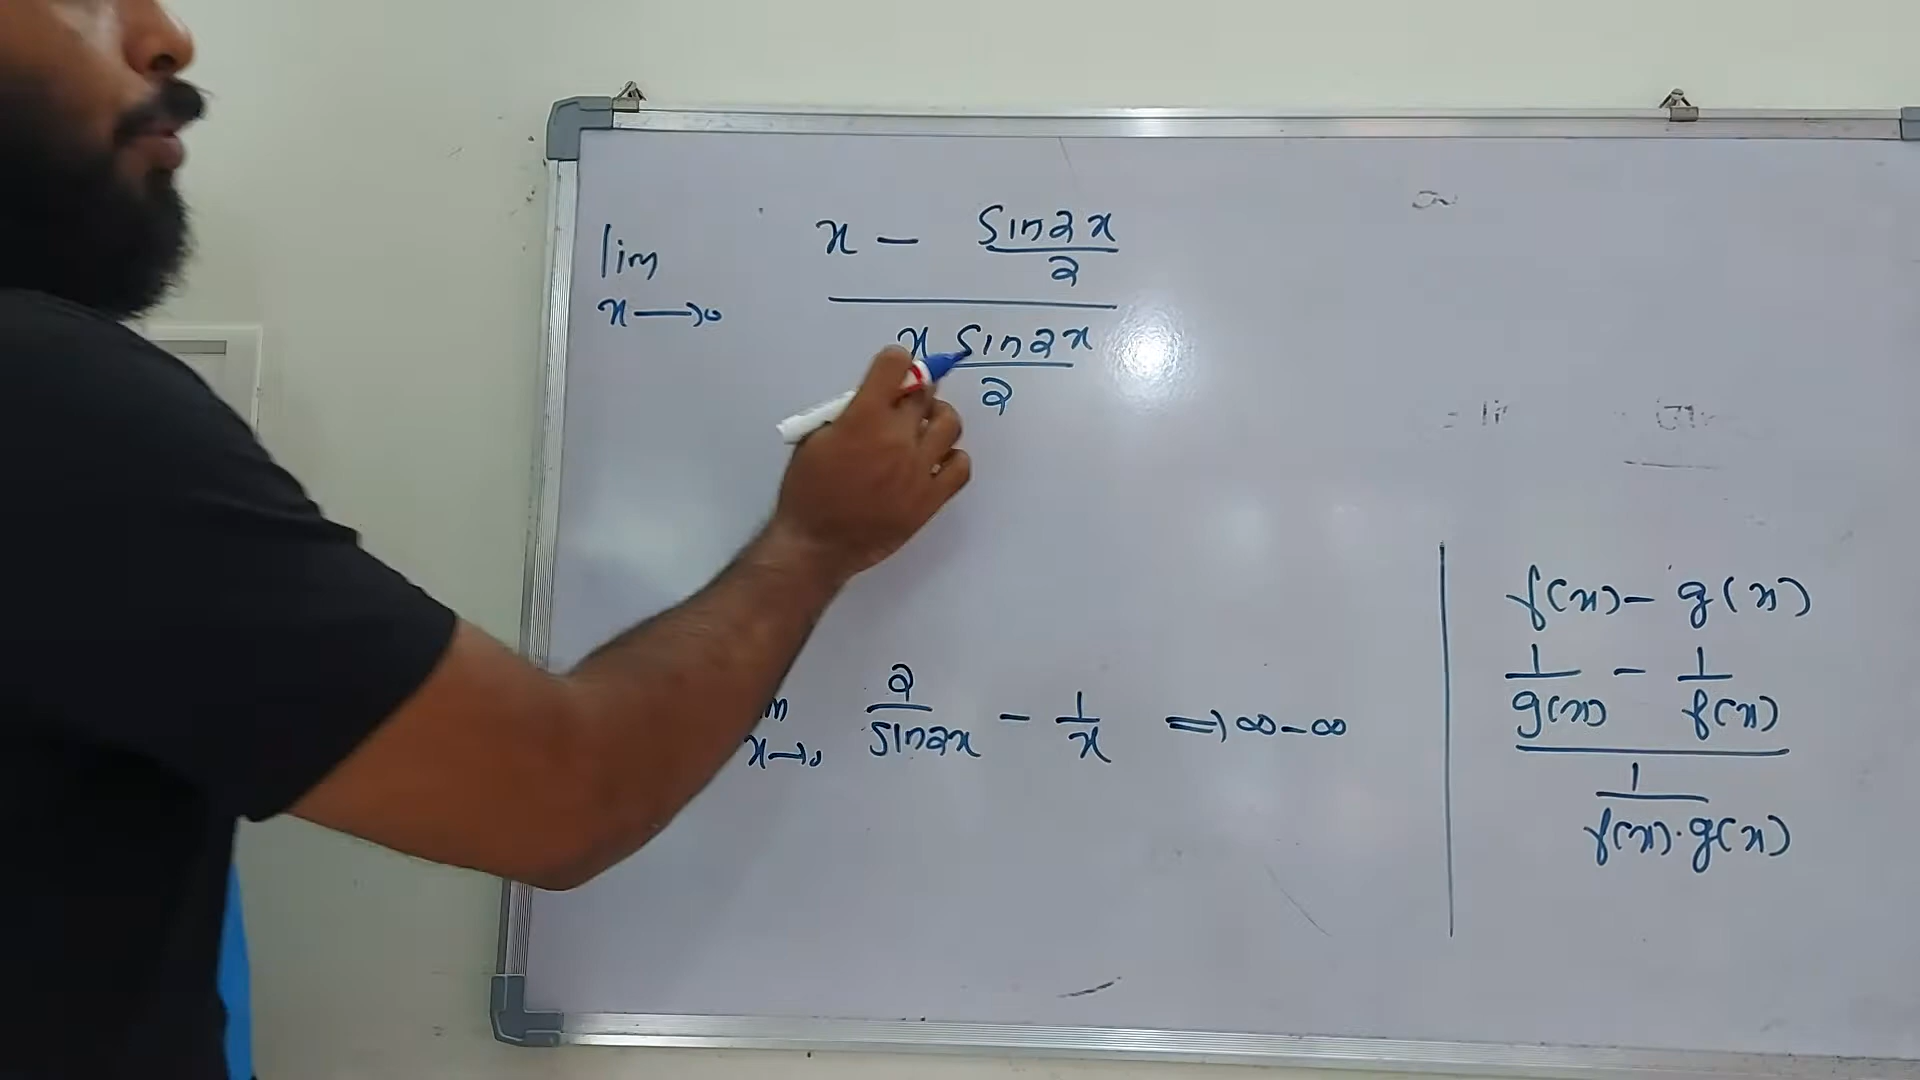 lim x→0 (x - sin2x/2) / (x sin2x/2)
x→0 2/sin2x - 1/x ⇒ ∞-∞
f(x) - g(x)
1/g(x) - 1/f(x)
1/f(x)·g(x)